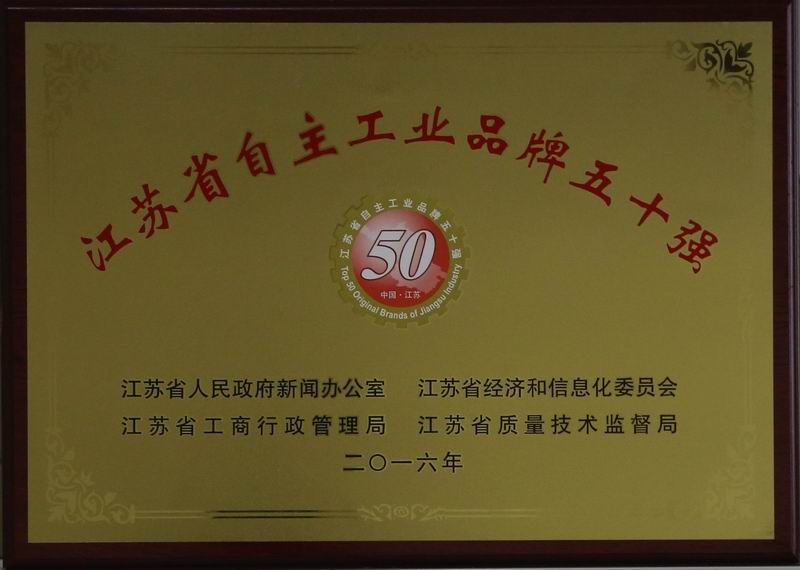 江苏省自主工业品牌五十强
江苏省自主工业品牌五十强
50
中国·江苏
Top 50 Original Brands of Jiangsu Industry
江苏省人民政府新闻办公室 江苏省经济和信息化委员会
江苏省工商行政管理局 江苏省质量技术监督局
二〇一六年